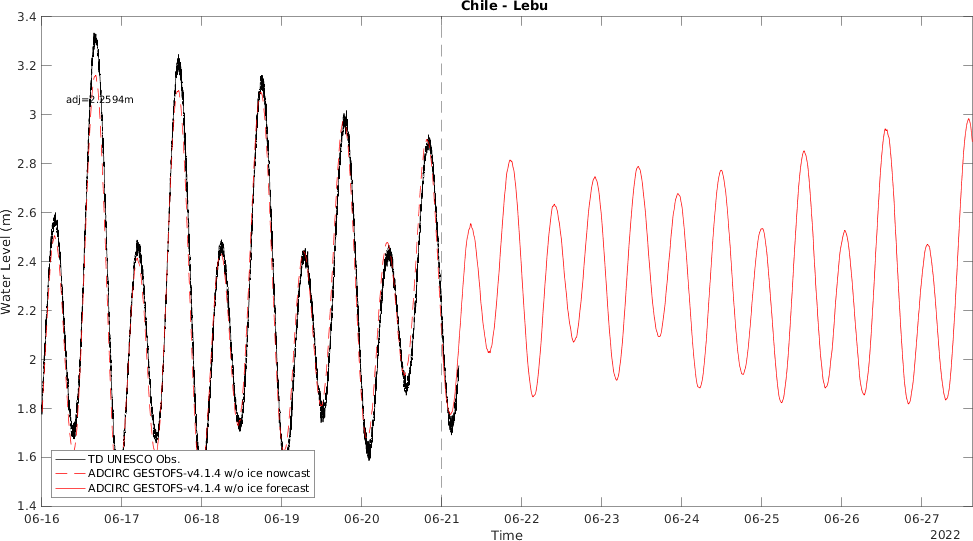 Chile - Lebu
3.4
3.2
3
2.8
2.6
2.4
2.2
2
1.8
1.6
1.4
Water Level (m)
adj=2.2594m
TD UNESCO Obs.
ADCIRC GESTOFS-v4.1.4 w/o ice nowcast
ADCIRC GESTOFS-v4.1.4 w/o ice forecast
06-16 06-17 06-18 06-19 06-20 06-21 06-22 06-23 06-24 06-25 06-26 06-27
Time
2022